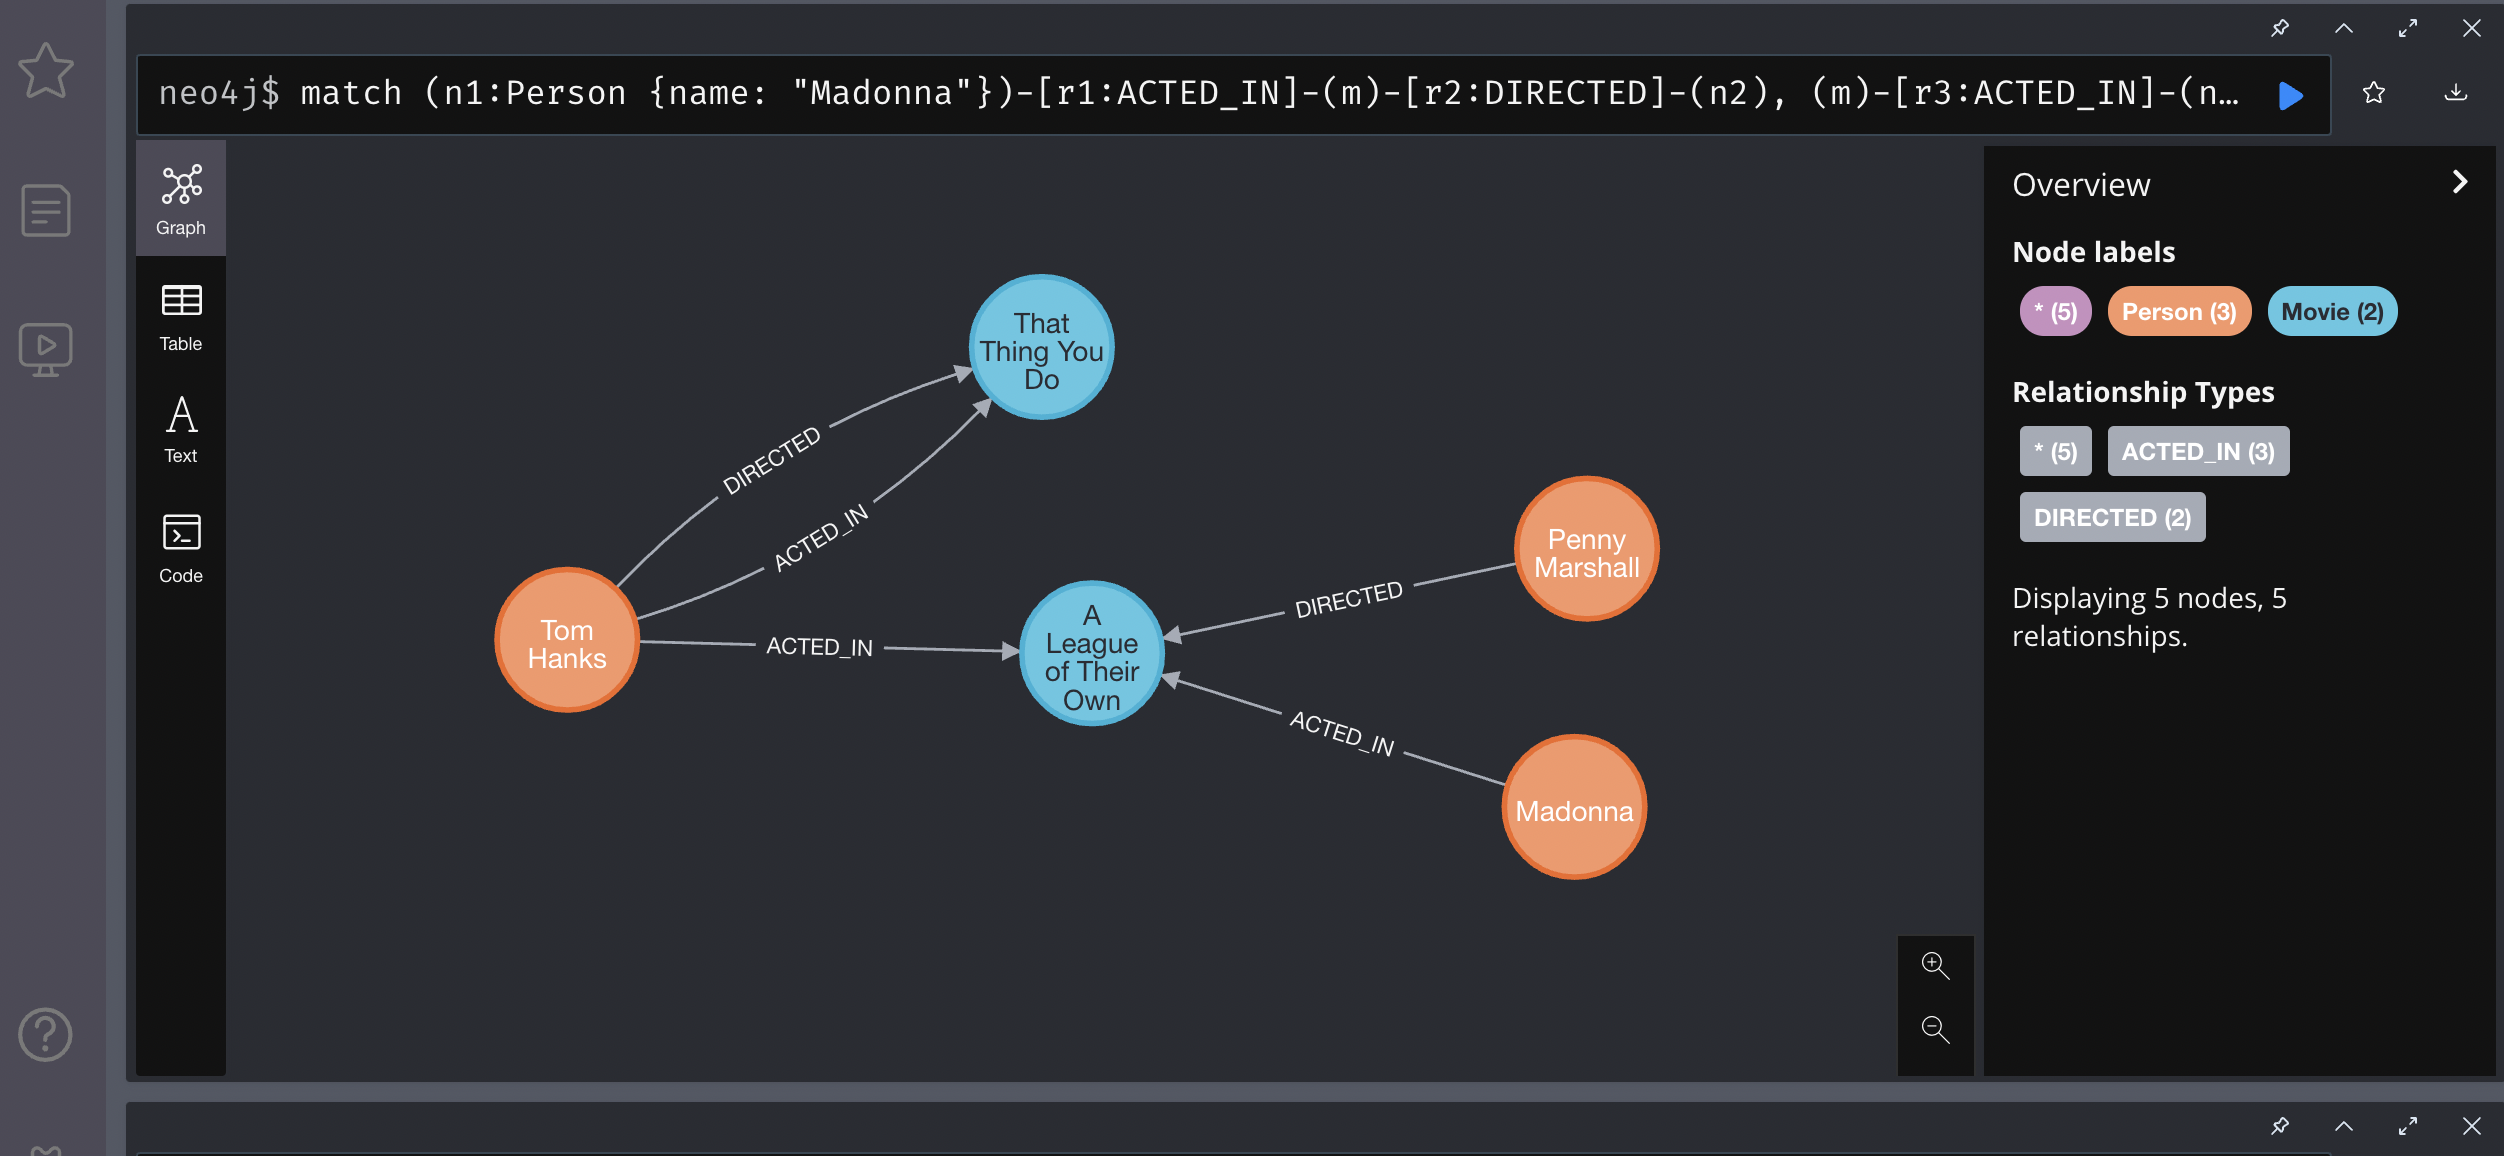 neo4j$ match (n1:Person {name: "Madonna"})-[r1:ACTED_IN]-(m)-[r2:DIRECTED]-(n2), (m)-[r3:ACTED_IN]-(n…
Graph
Table
Text
Code
That
Thing You
Do
DIRECTED
ACTED_IN
Tom
Hanks
ACTED_IN
A
League
of Their
Own
DIRECTED
Penny
Marshall
ACTED_IN
Madonna
Overview
Node labels
* (5) Person (3) Movie (2)
Relationship Types
* (5) ACTED_IN (3)
DIRECTED (2)
Displaying 5 nodes, 5
relationships.